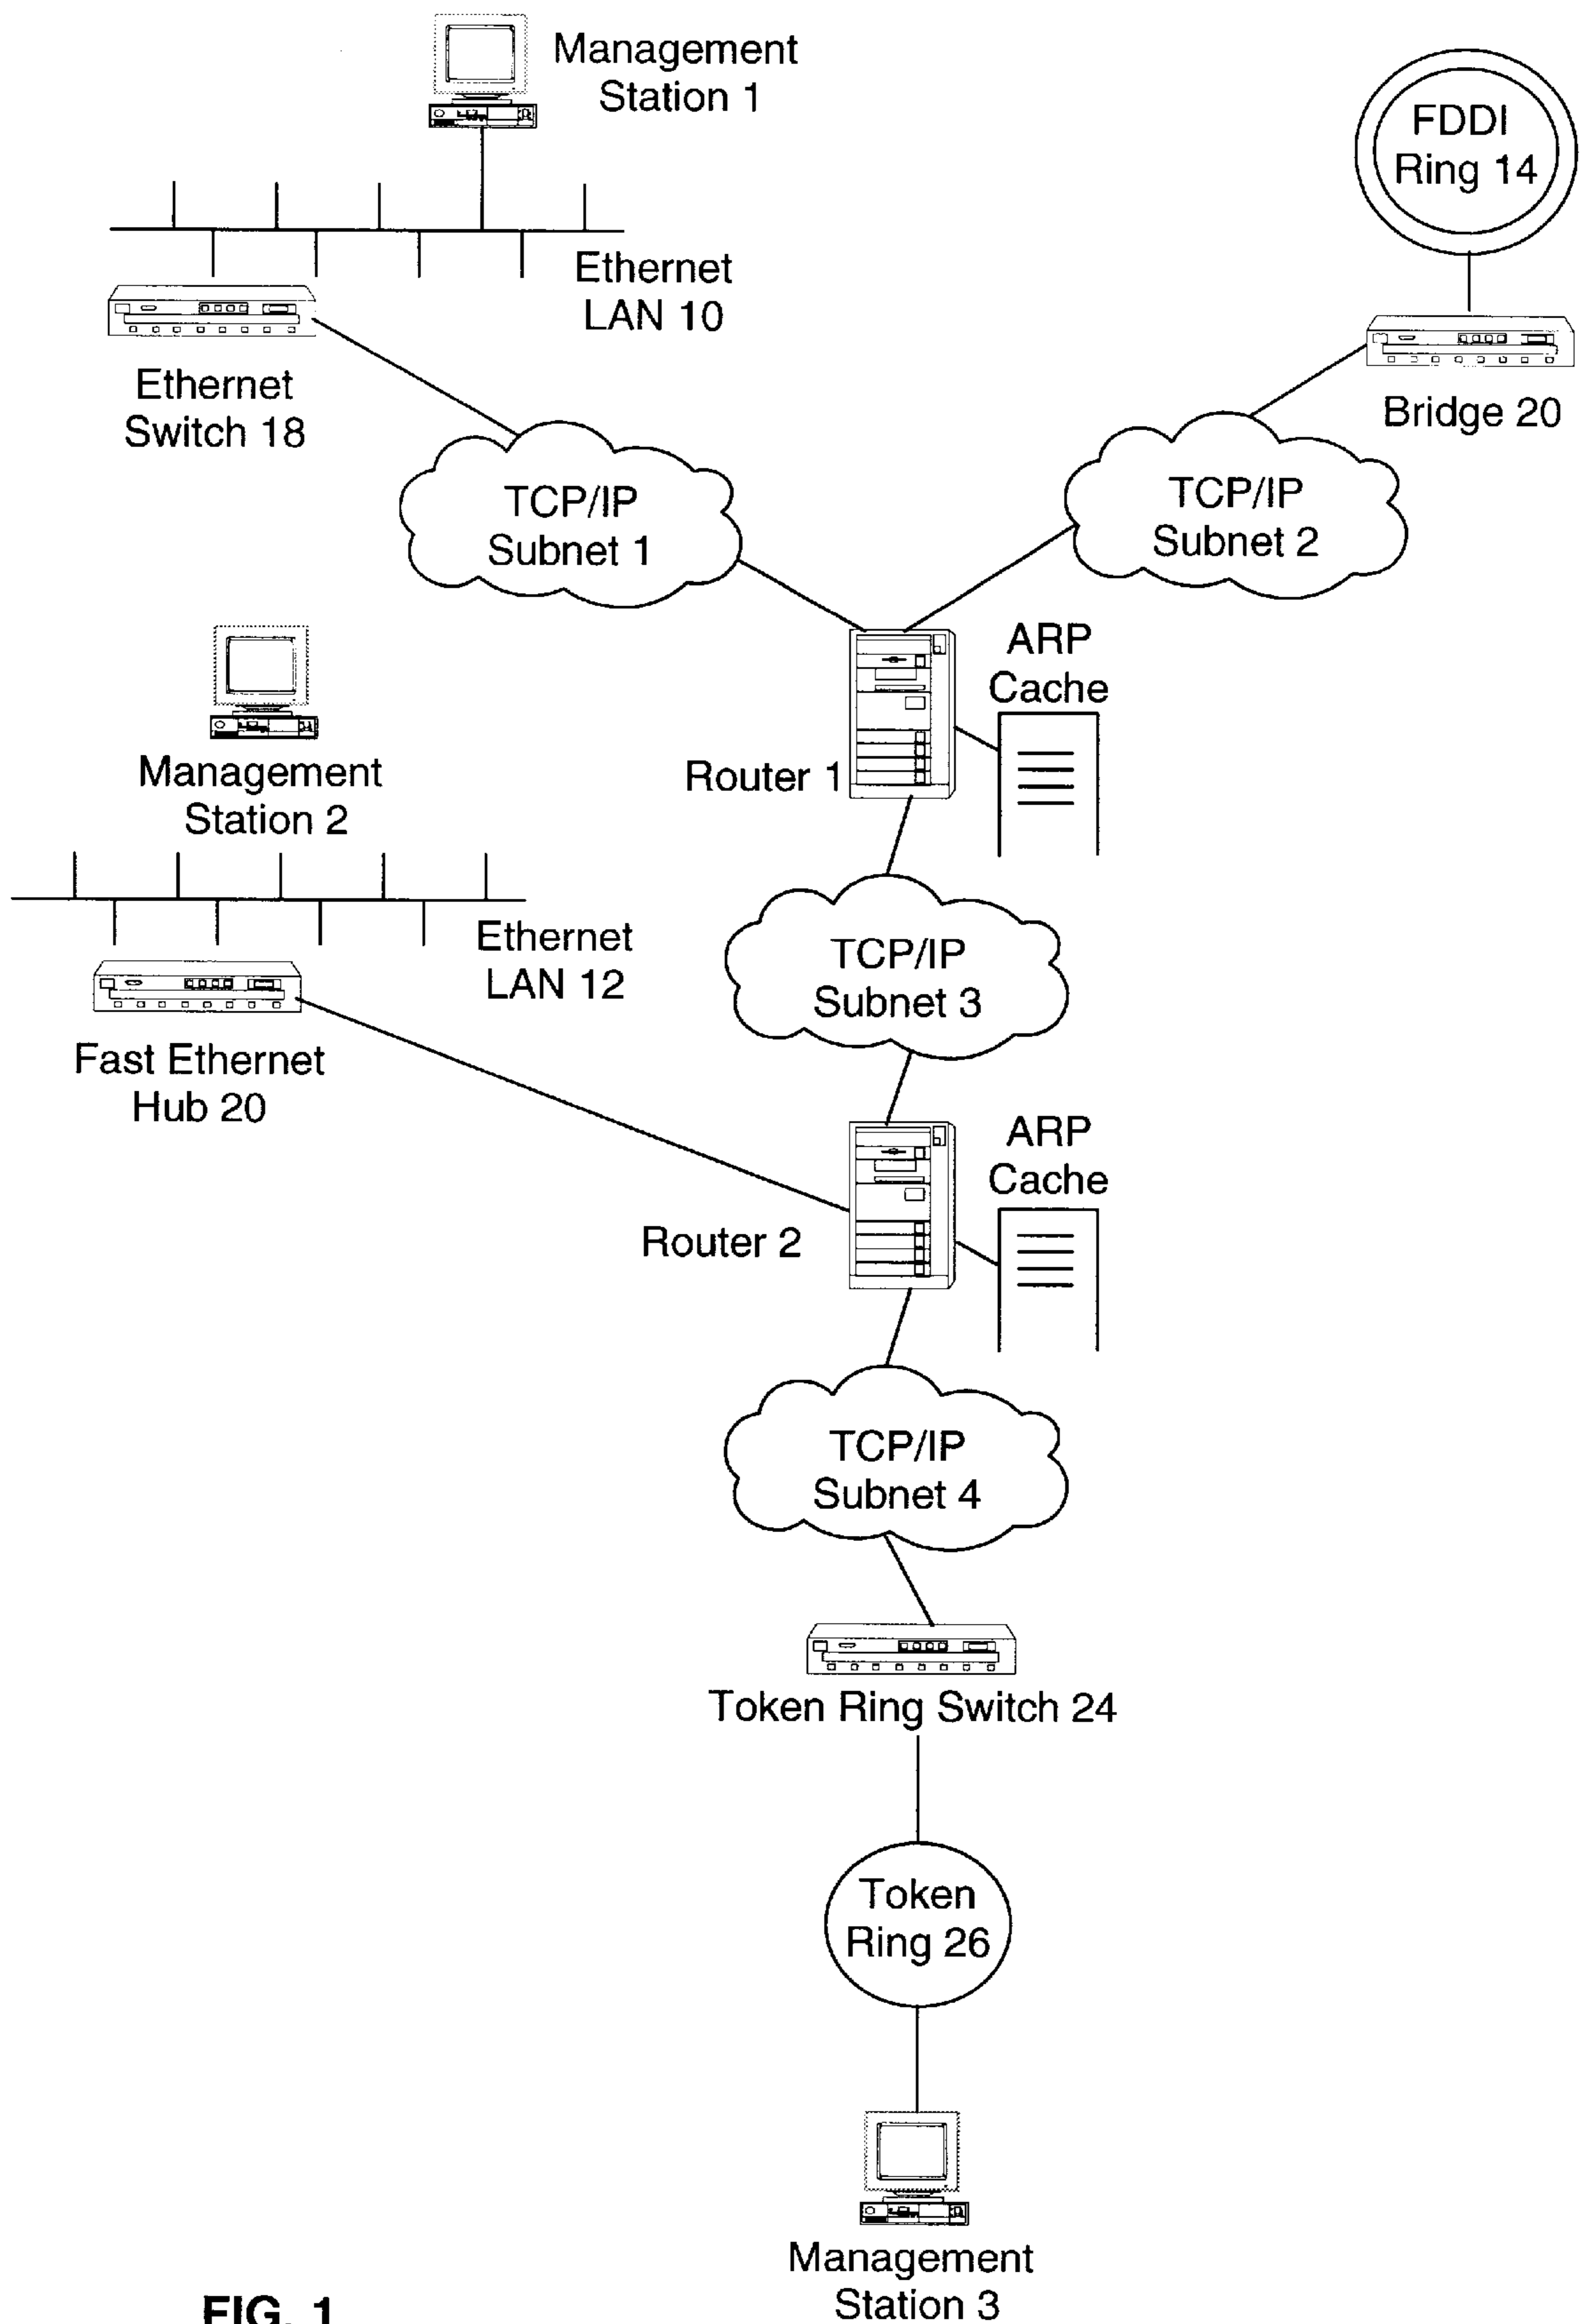 Management
Station 1
FDDI
Ring 14
Ethernet
LAN 10
Ethernet
Switch 18
Bridge 20
TCP/IP
Subnet 1
TCP/IP
Subnet 2
ARP
Cache
Router 1
Management
Station 2
Ethernet
LAN 12
TCP/IP
Subnet 3
Fast Ethernet
Hub 20
ARP
Cache
Router 2
TCP/IP
Subnet 4
Token Ring Switch 24
Token
Ring 26
Management
Station 3
FIG. 1